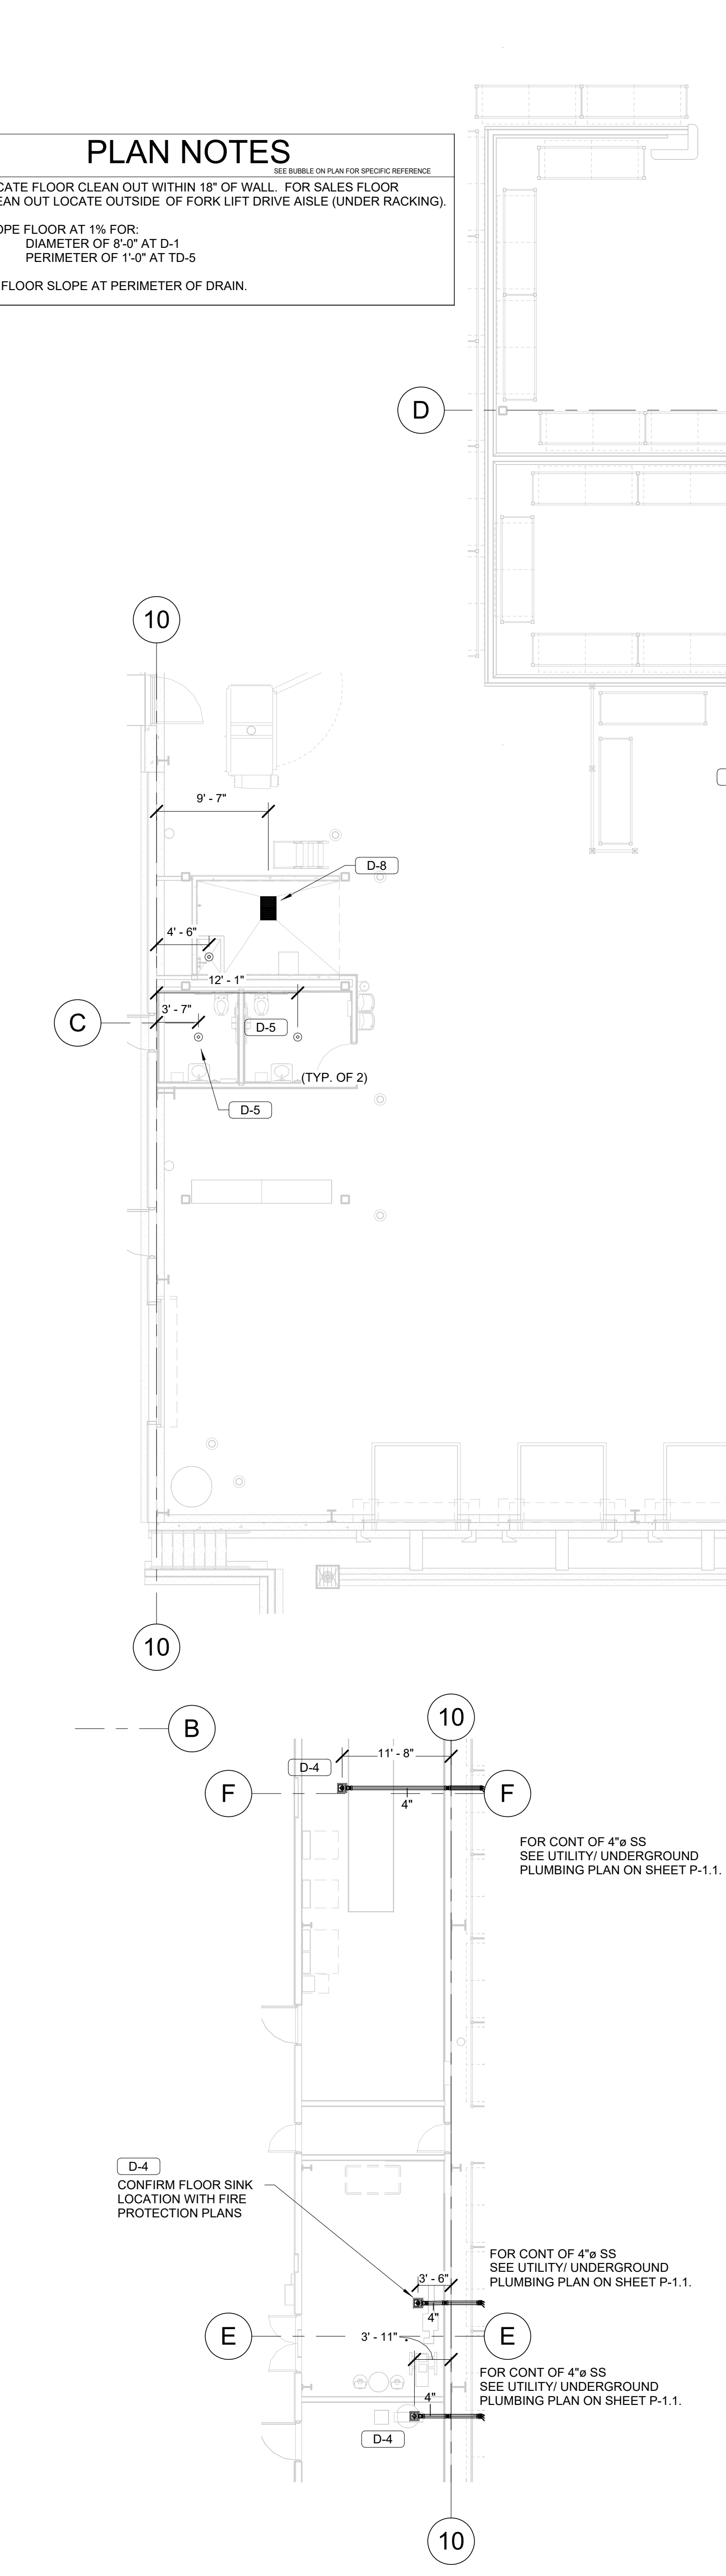 PLAN NOTES
SEE BUBBLE ON PLAN FOR SPECIFIC REFERENCE
CATE FLOOR CLEAN OUT WITHIN 18" OF WALL. FOR SALES FLOOR
EAN OUT LOCATE OUTSIDE OF FORK LIFT DRIVE AISLE (UNDER RACKING).
OPE FLOOR AT 1% FOR:
DIAMETER OF 8'-0" AT D-1
PERIMETER OF 1'-0" AT TD-5
FLOOR SLOPE AT PERIMETER OF DRAIN.
D
10
9' - 7"
D-8
4' - 6"
12' - 1"
3' - 7"
C
D-5
(TYP. OF 2)
D-5
10
B
10
11' - 8"
D-4
F
F
4"
FOR CONT OF 4"ø SS
SEE UTILITY/ UNDERGROUND
PLUMBING PLAN ON SHEET P-1.1.
D-4
CONFIRM FLOOR SINK
LOCATION WITH FIRE
PROTECTION PLANS
FOR CONT OF 4"ø SS
SEE UTILITY/ UNDERGROUND
PLUMBING PLAN ON SHEET P-1.1.
3' - 6"
4"
E
3' - 11"
E
FOR CONT OF 4"ø SS
SEE UTILITY/ UNDERGROUND
PLUMBING PLAN ON SHEET P-1.1.
4"
D-4
10